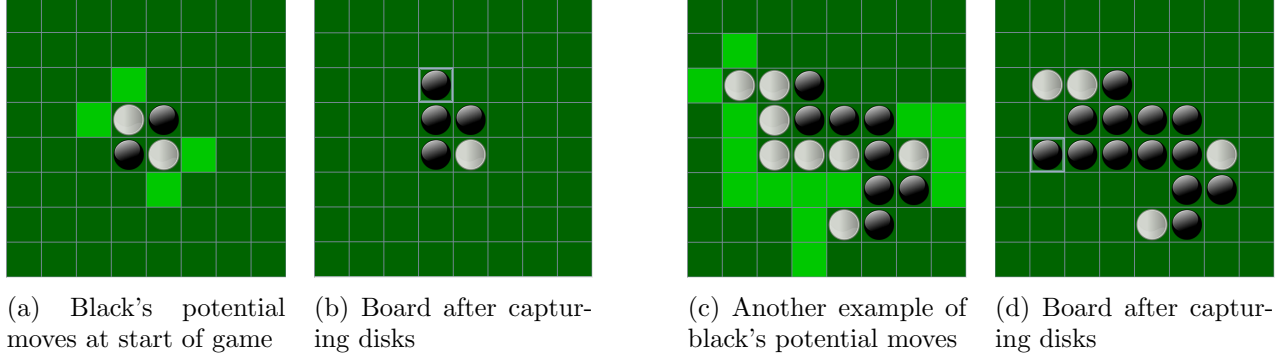 (a) Black's potential
moves at start of game
(b) Board after captur-
ing disks
(c) Another example of
black's potential moves
(d) Board after captur-
ing disks